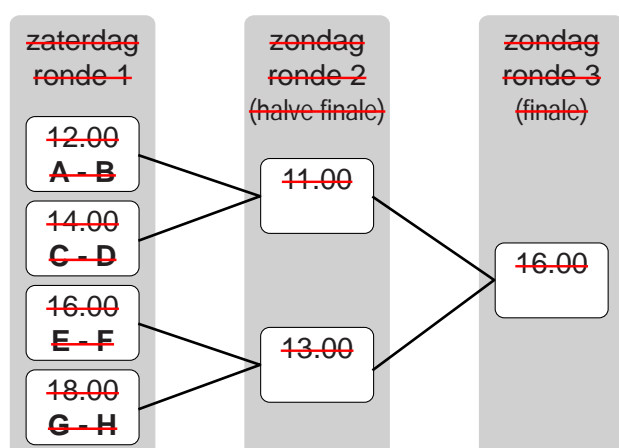 zaterdag
ronde 1
12.00
A - B
14.00
C - D
16.00
E - F
18.00
G - H
zondag
ronde 2
(halve finale)
11.00
13.00
zondag
ronde 3
(finale)
16.00